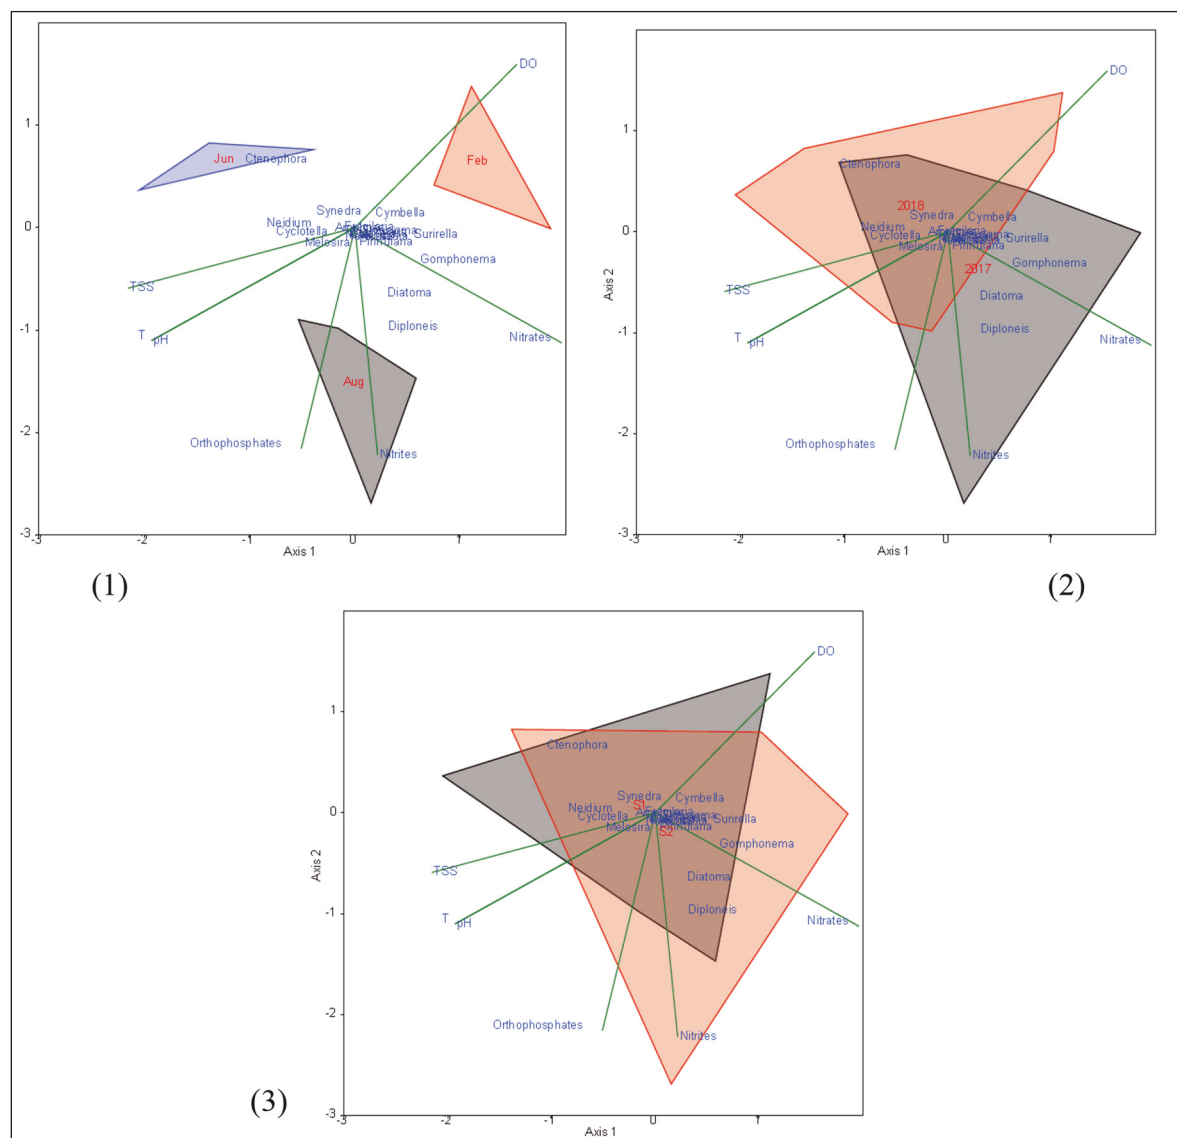 DO
1
Jun
Ctenophora
Feb
Synedra
Cymbella
Neidium
0
Cyclotella
Surirella
Melosira
Gomphonema
Diatoma
TSS
Diploneis
-1
T
pH
Nitrates
Aug
-2
Orthophosphates
Nitrites
-3
-3 -2 -1 0 1
Axis 1
(1)
DO
1
Ctenophora
2018
Synedra
Cymbella
Neidium
0
Cyclotella
Surirella
Melosira
Gomphonema
2017
Axis 2
TSS
Diatoma
Diploneis
-1
T
pH
Nitrates
-2
Orthophosphates
Nitrites
-3
-3 -2 -1 0 1
Axis 1
(2)
DO
1
Ctenophora
Synedra
Cymbella
S1
Neidium
0
Cyclotella
Surirella
Melosira
S2
Gomphonema
Axis 2
TSS
Diatoma
Diploneis
-1
T
pH
Nitrates
-2
Orthophosphates
Nitrites
-3
-3 -2 -1 0 1
Axis 1
(3)